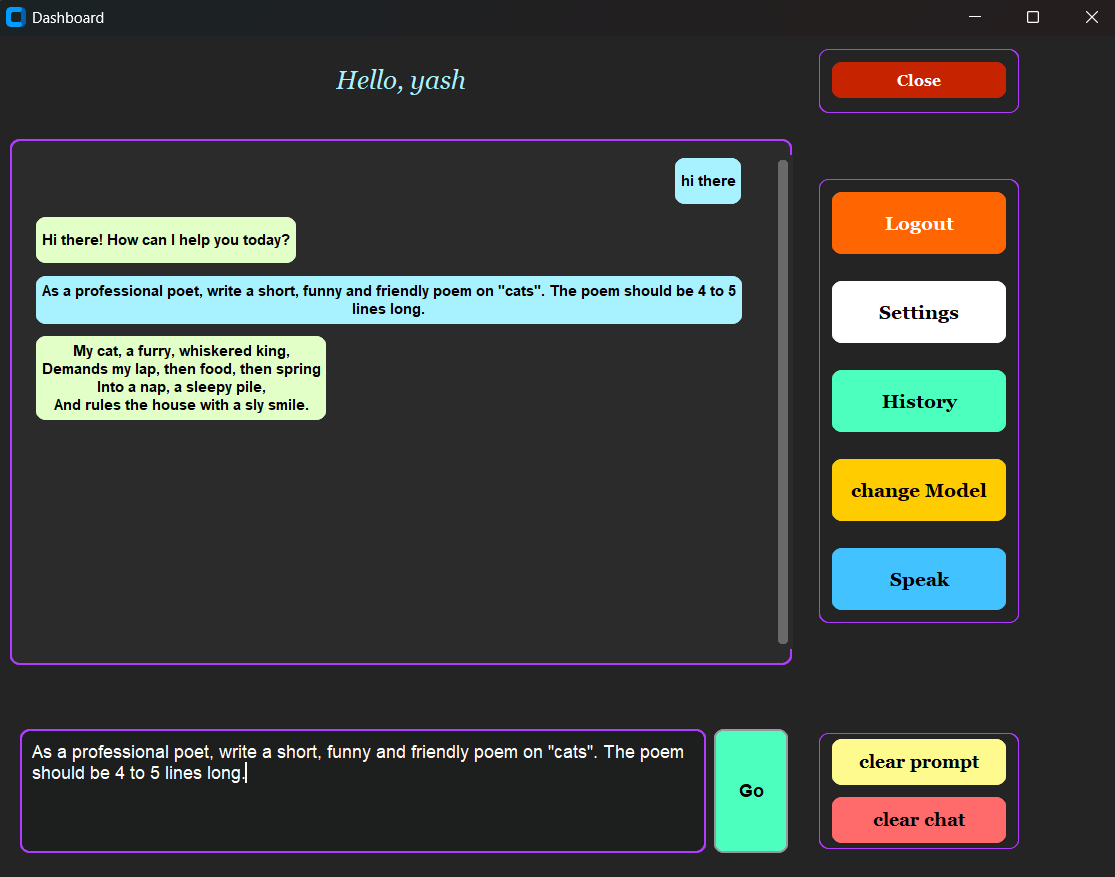 Dashboard
Hello, yash
Close
hi there
Hi there! How can I help you today?
As a professional poet, write a short, funny and friendly poem on "cats". The poem should be 4 to 5
lines long.
My cat, a furry, whiskered king,
Demands my lap, then food, then spring
Into a nap, a sleepy pile,
And rules the house with a sly smile.
Logout
Settings
History
change Model
Speak
As a professional poet, write a short, funny and friendly poem on "cats". The poem
should be 4 to 5 lines long.
Go
clear prompt
clear chat